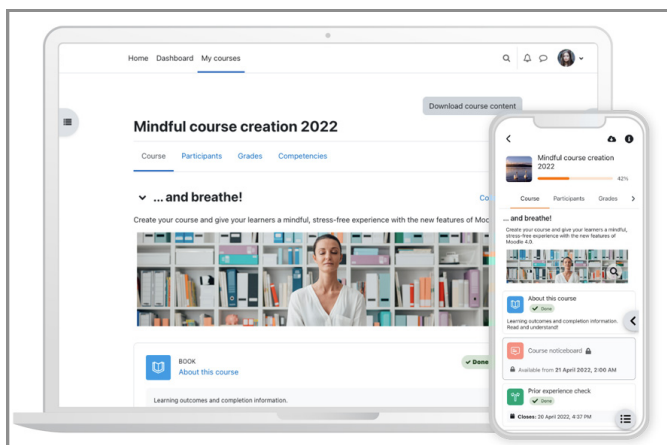 Home Dashboard My courses
Download course content
Mindful course creation 2022
Course Participants Grades Competencies
... and breathe!
Create your course and give your learners a mindful, stress-free experience with the new features of
BOOK
About this course
Done
Learning outcomes and completion information.
Mindful course creation
2022
42%
Course Participants Grades
... and breathe!
Create your course and give your learners a mindful,
stress-free experience with the new features of
Moodle 4.0.
About this course
Done
Learning outcomes and completion information.
Read and understand!
Course noticeboard
Available from 21 April 2022, 2:00 AM
Prior experience check
Done
Closes: 20 April 2022, 4:37 PM